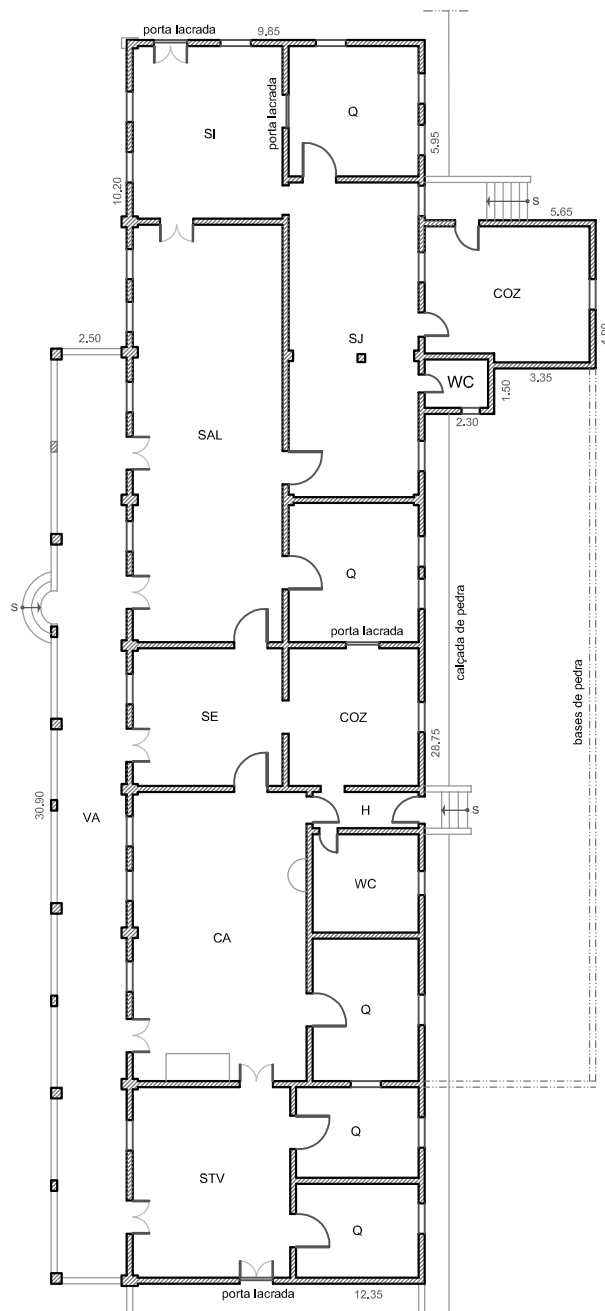 porta lacrada
9.85
porta lacrada
Q
SI
5.95
10.20
S
5.65
COZ
4.90
2.50
SJ
WC
3.35
1.50
2.30
SAL
Q
S
porta lacrada
calçada de pedra
bases de pedra
SE
COZ
28.75
30.90
VA
H
S
WC
CA
Q
Q
STV
Q
porta lacrada
12.35